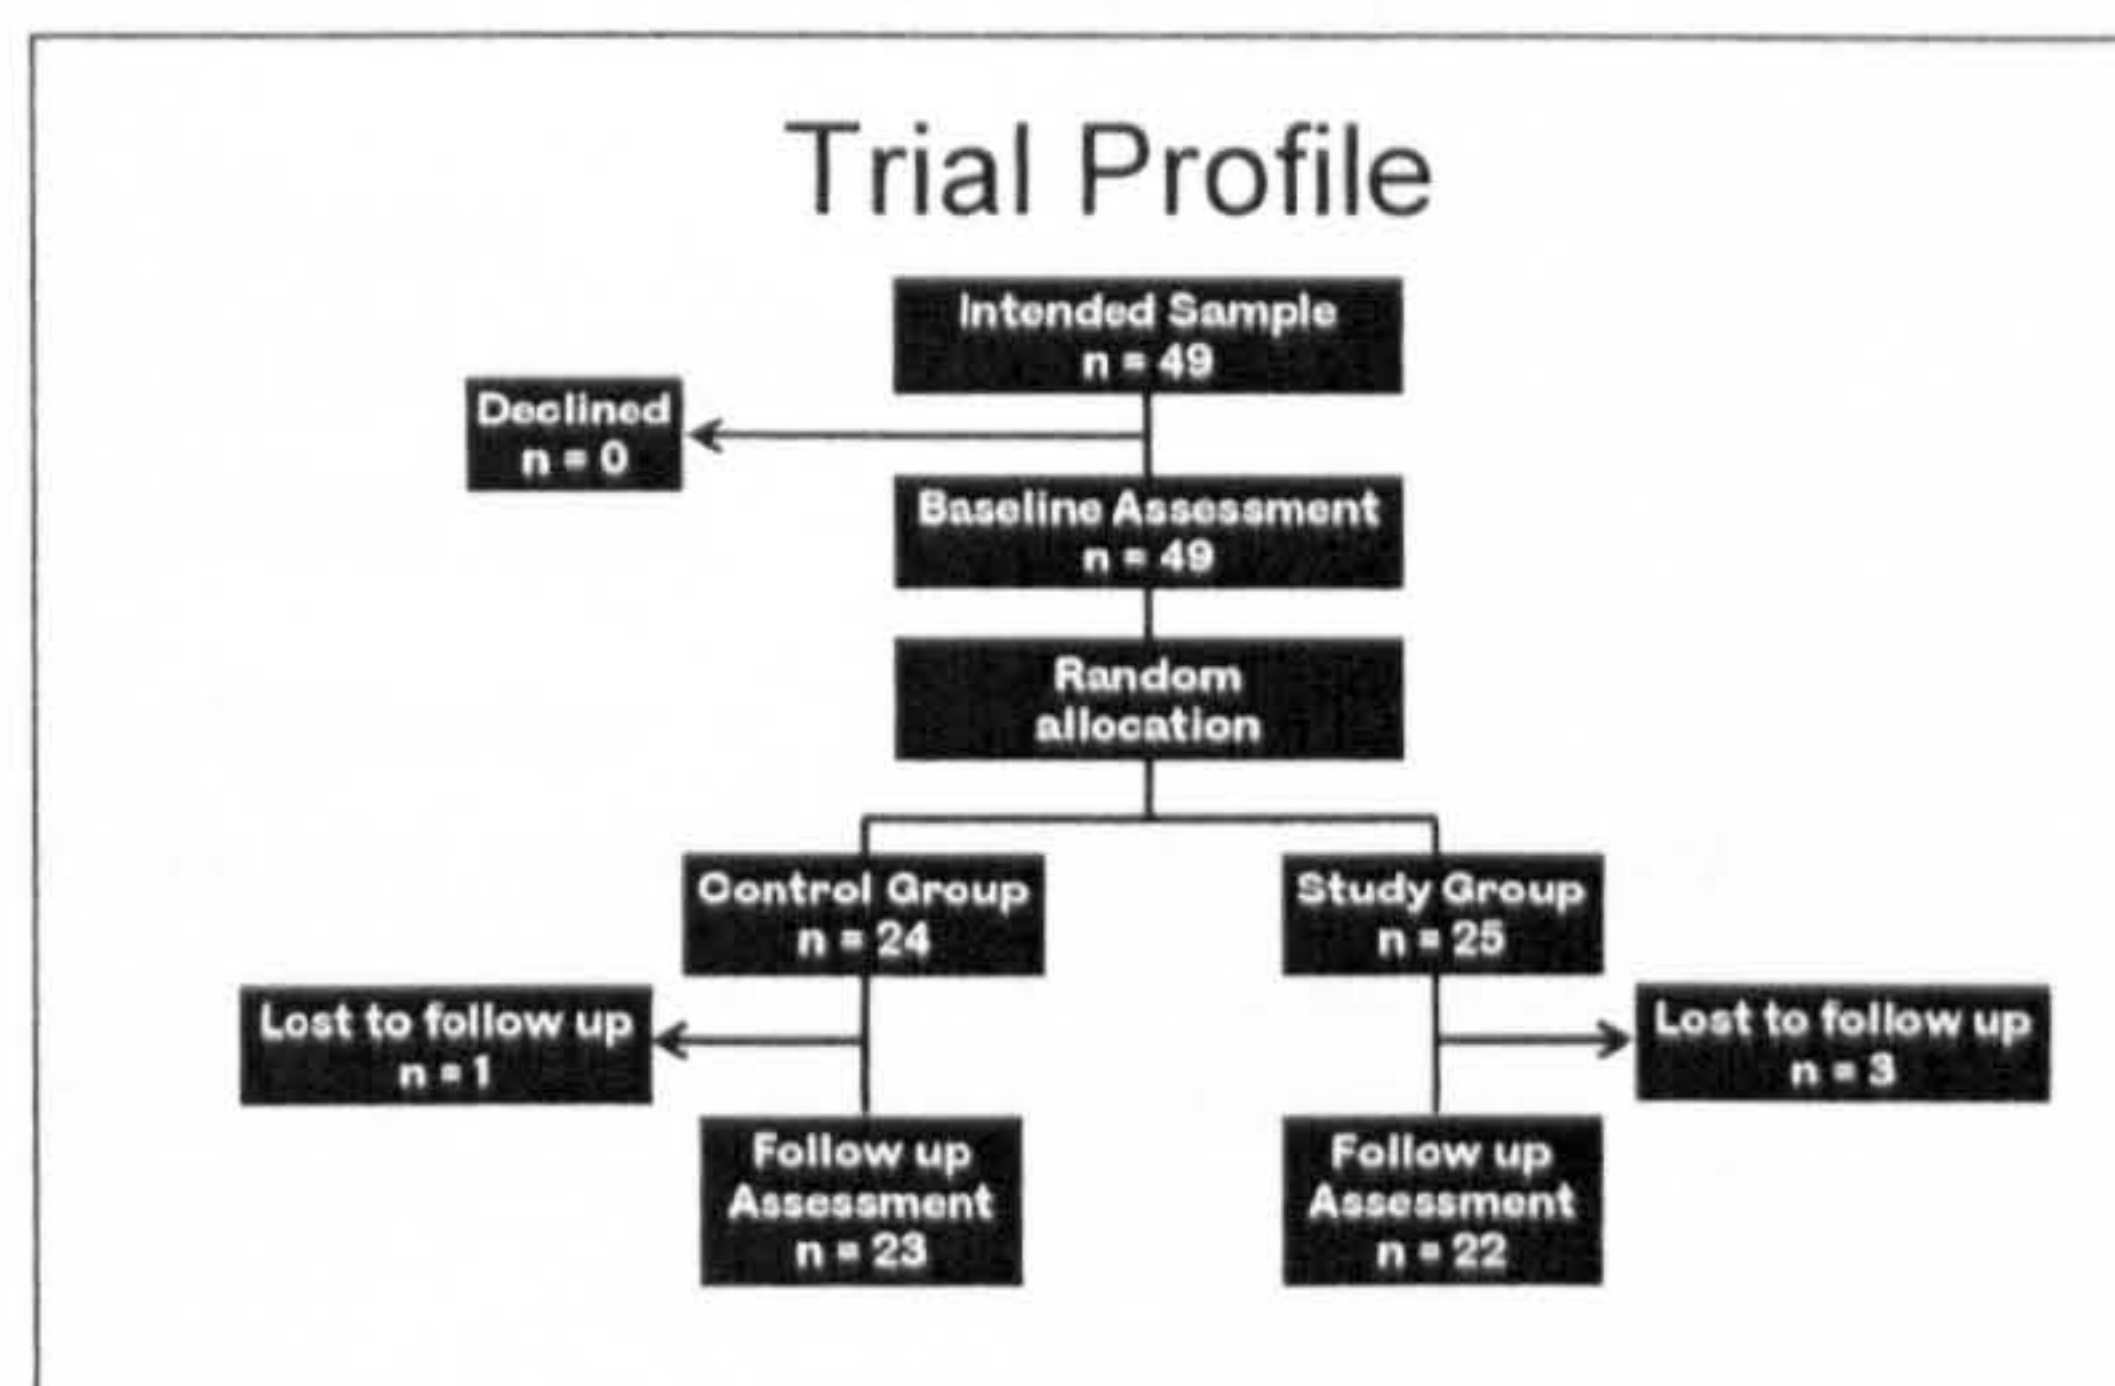 Trial Profile
Intended Sample
n = 49
Declined
n = 0
Baseline Assessment
n = 49
Random
allocation
Control Group
n = 24
Study Group
n = 25
Lost to follow up
n = 1
Lost to follow up
n = 3
Follow up
Assessment
n = 23
Follow up
Assessment
n = 22